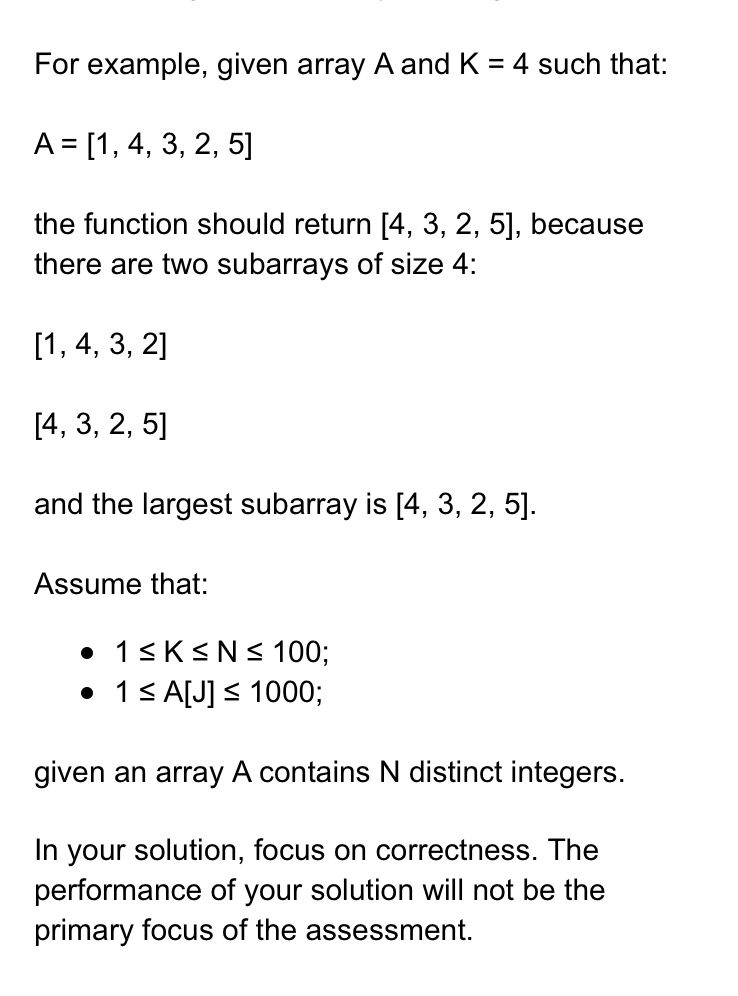 For example, given array A and K = 4 such that:
A = [1, 4, 3, 2, 5]
the function should return [4, 3, 2, 5], because
there are two subarrays of size 4:
[1, 4, 3, 2]
[4, 3, 2, 5]
and the largest subarray is [4, 3, 2, 5].
Assume that:
● 1 ≤ K ≤ N ≤ 100;
● 1 ≤ A[J] ≤ 1000;
given an array A contains N distinct integers.
In your solution, focus on correctness. The
performance of your solution will not be the
primary focus of the assessment.